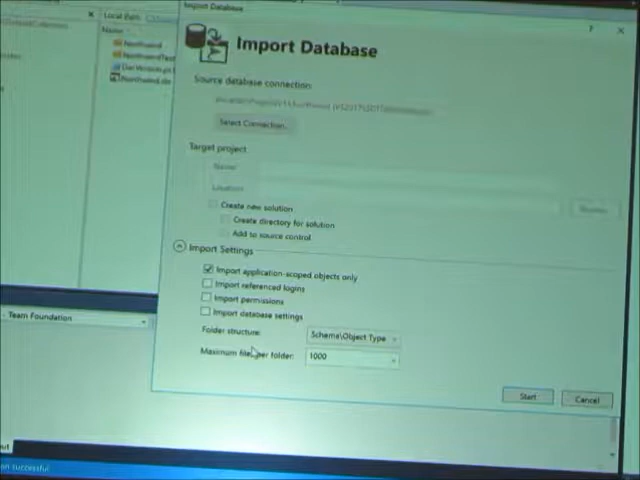 Import Database
Local Path
Name
Northwind
Import Database
Source database connection:
Select Connection...
Target project
Name:
Location:
Create new solution
Create directory for solution
Add to source control
Import Settings
Import application-scoped objects only
Import referenced logins
Import permissions
Import database settings
Folder structure:
Schema\Object Type
Maximum files per folder:
1000
Start
Cancel
Team Foundation
successful